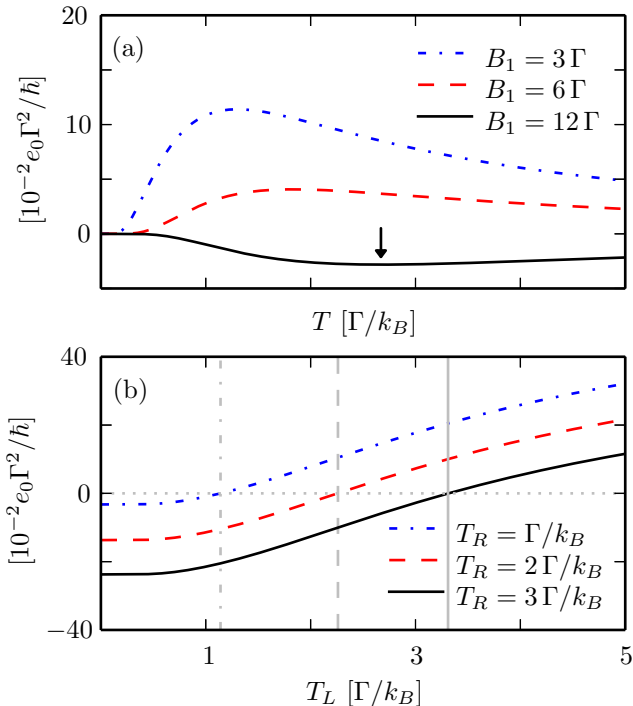 20
(a)
B₁ = 3 Γ
B₁ = 6 Γ
B₁ = 12 Γ
10
0
[10⁻² e₀Γ²/ħ]
T [Γ/k_B]
40
(b)
0
[10⁻² e₀Γ²/ħ]
T_R = Γ/k_B
T_R = 2 Γ/k_B
T_R = 3 Γ/k_B
−40
1 3 5
T_L [Γ/k_B]